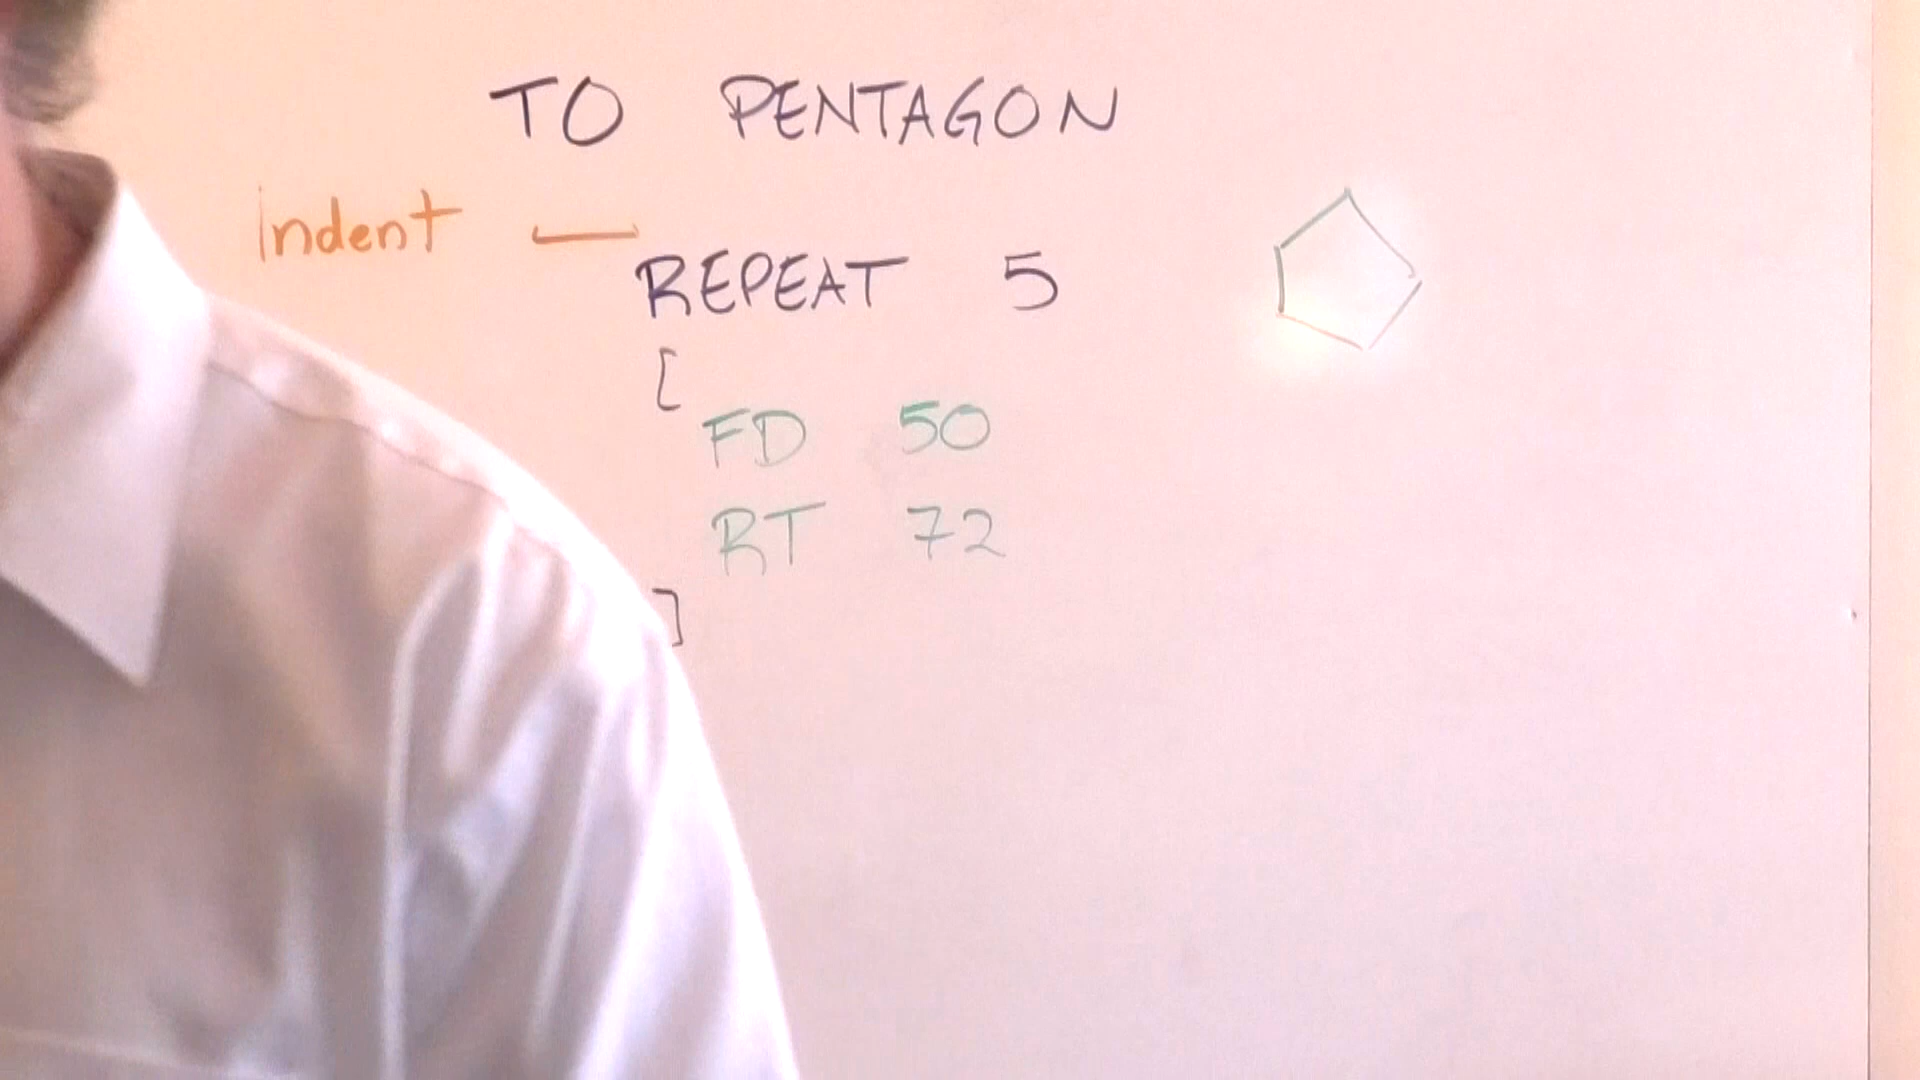 TO PENTAGON
indent
REPEAT 5
[
FD 50
RT 72
]